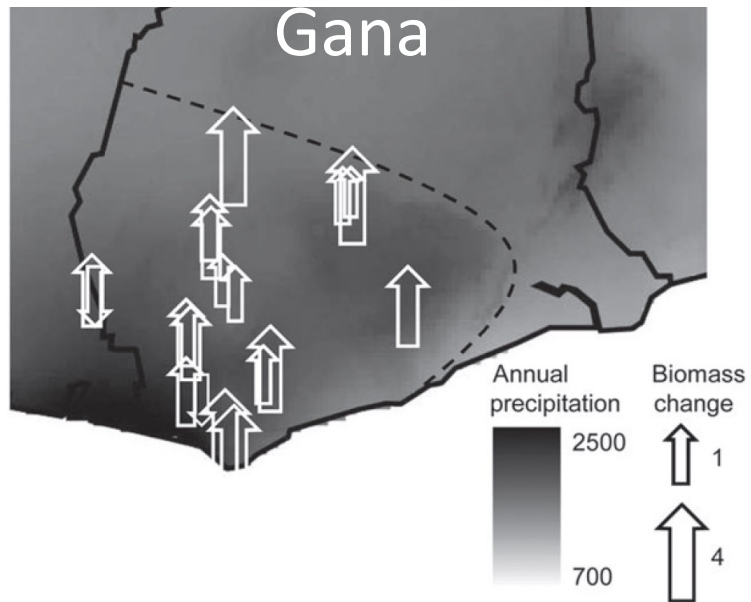 Gana
Annual
precipitation
2500
700
Biomass
change
1
4